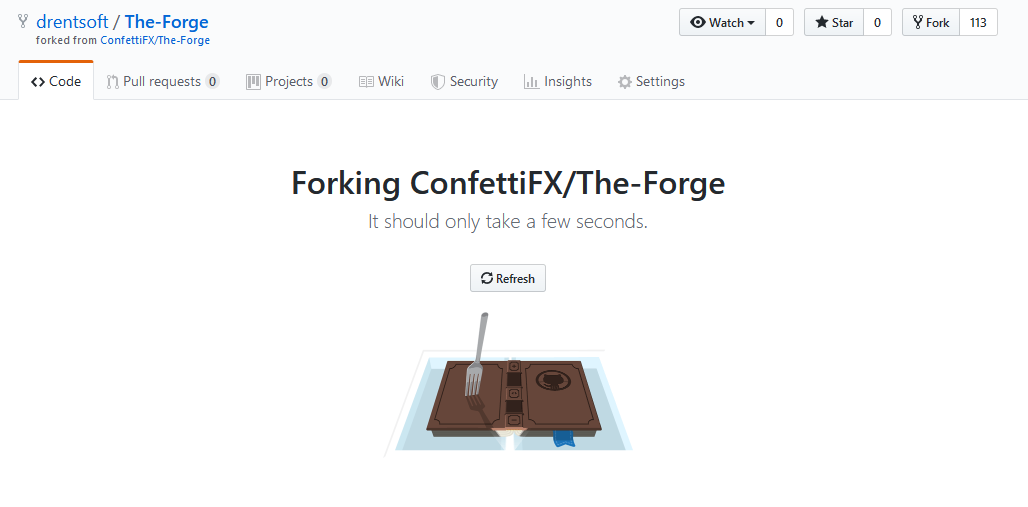 drentsoft / The-Forge
forked from ConfettiFX/The-Forge
Watch 0 Star 0 Fork 113
Code Pull requests 0 Projects 0 Wiki Security Insights Settings
Forking ConfettiFX/The-Forge
It should only take a few seconds.
Refresh